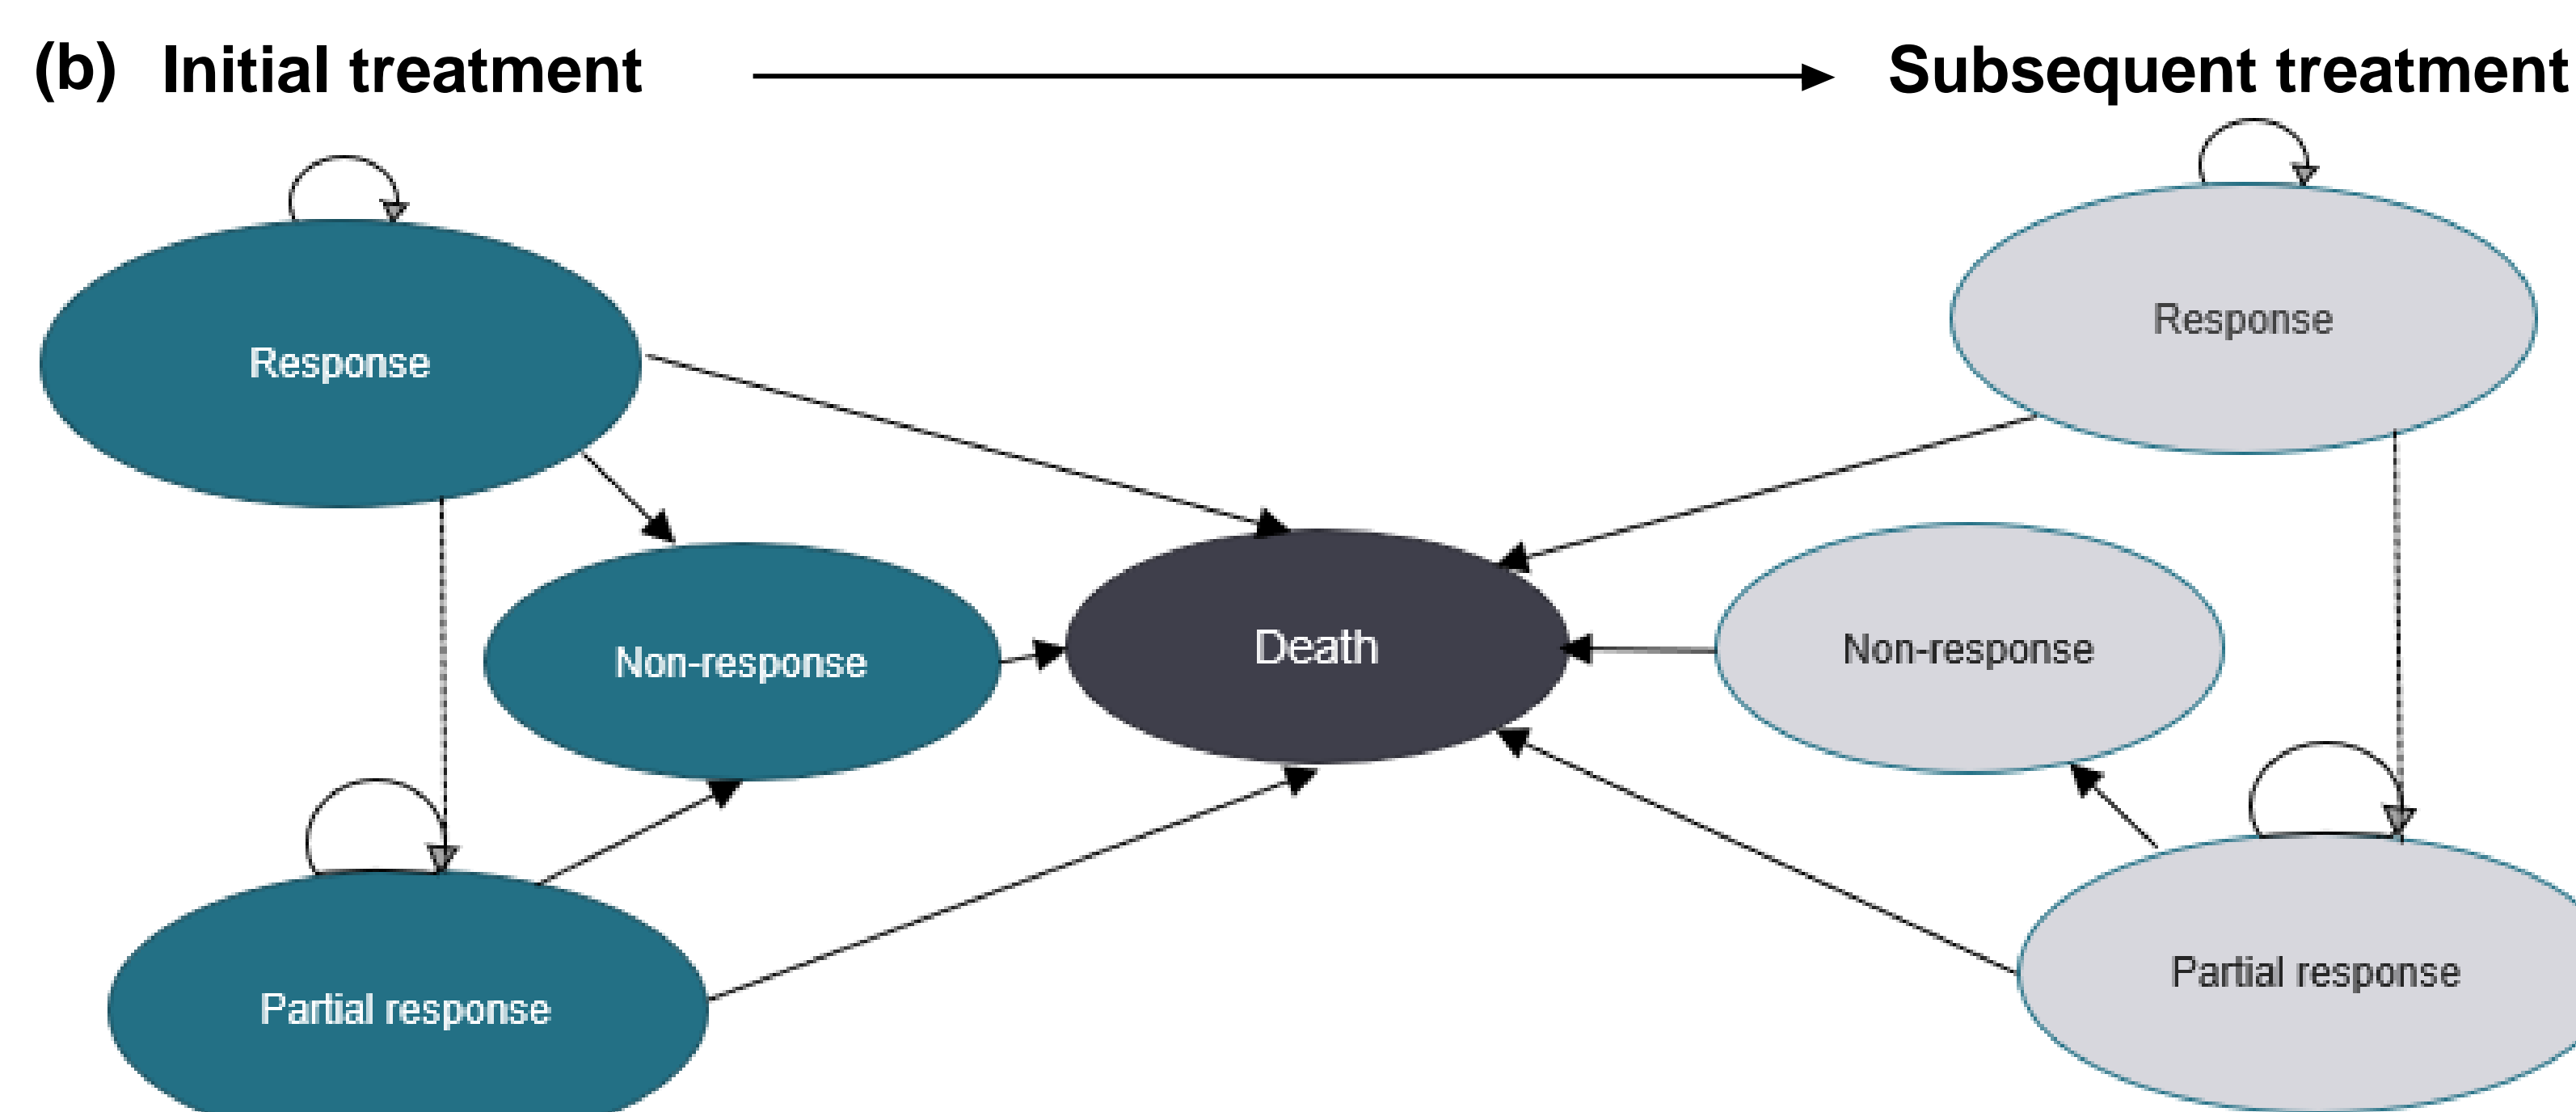 (b) Initial treatment
Subsequent treatment
Response
Response
Non-response
Death
Non-response
Partial response
Partial response